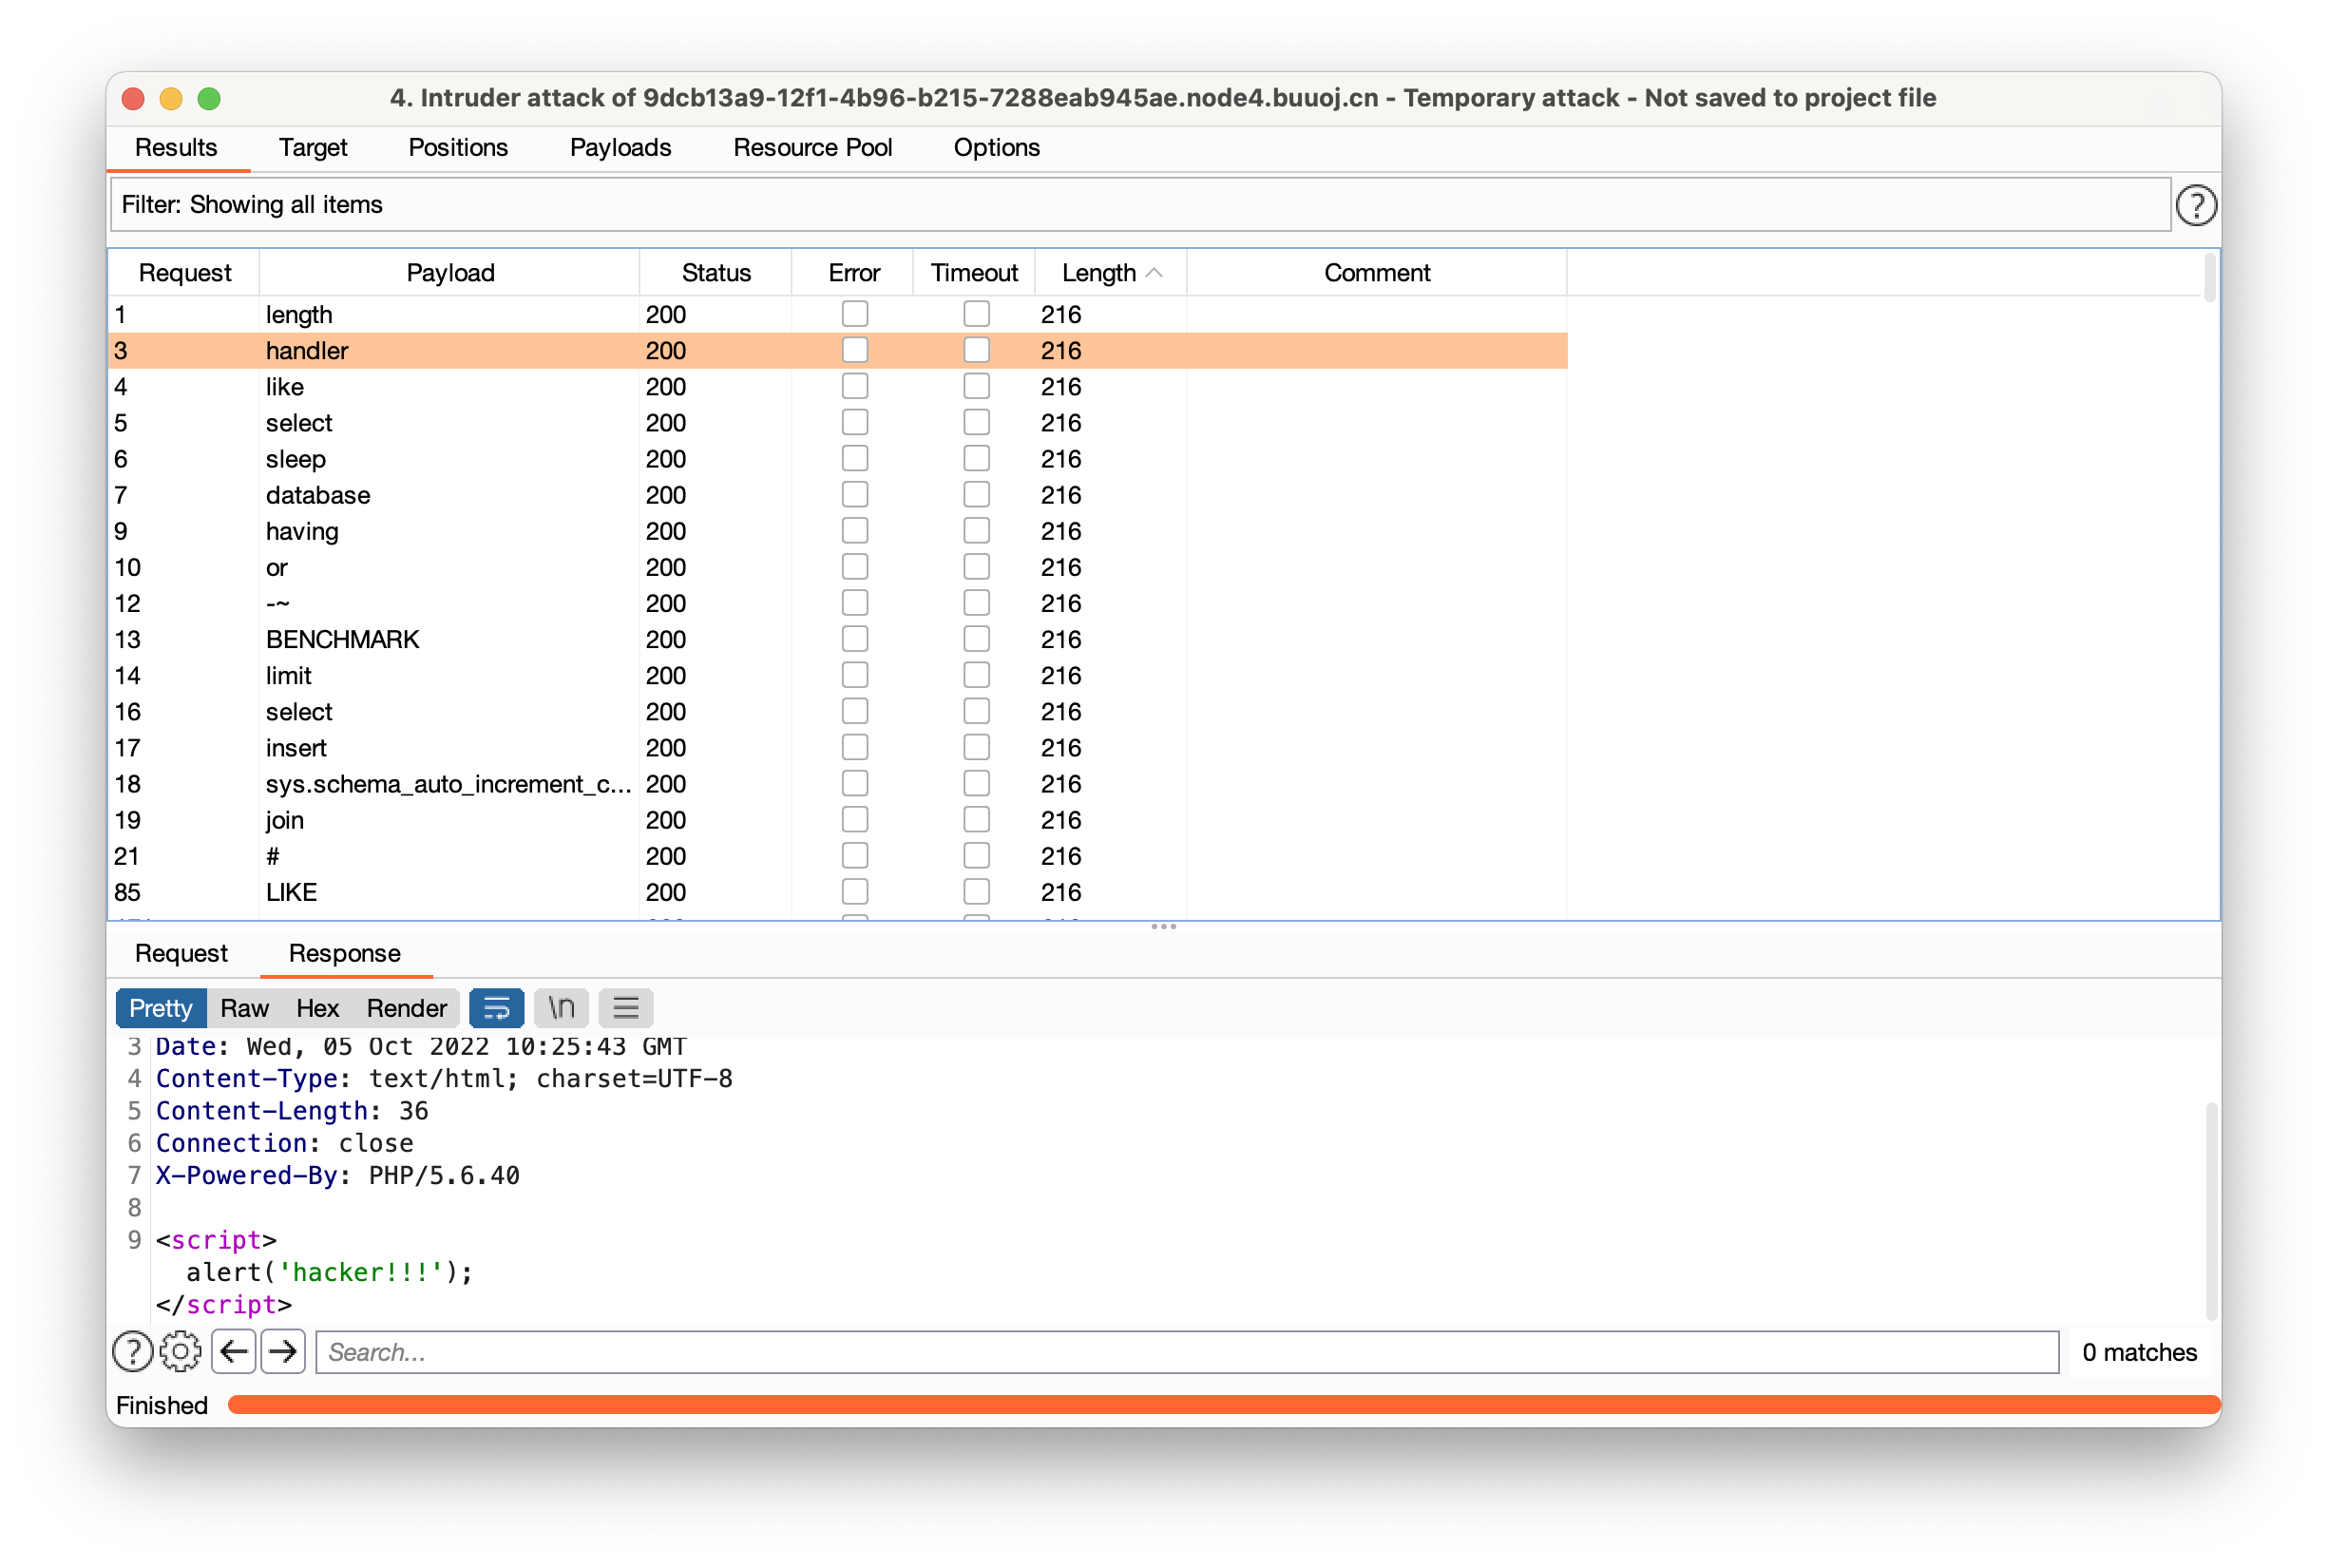 4. Intruder attack of 9dcb13a9-12f1-4b96-b215-7288eab945ae.node4.buuoj.cn - Temporary attack - Not saved to project file
Results Target Positions Payloads Resource Pool Options
Filter: Showing all items ?
Request Payload Status Error Timeout Length Comment
1 length 200 216
3 handler 200 216
4 like 200 216
5 select 200 216
6 sleep 200 216
7 database 200 216
9 having 200 216
10 or 200 216
12 -~ 200 216
13 BENCHMARK 200 216
14 limit 200 216
16 select 200 216
17 insert 200 216
18 sys.schema_auto_increment_c... 200 216
19 join 200 216
21 # 200 216
85 LIKE 200 216
Request Response
Pretty Raw Hex Render \n
3 Date: Wed, 05 Oct 2022 10:25:43 GMT
4 Content-Type: text/html; charset=UTF-8
5 Content-Length: 36
6 Connection: close
7 X-Powered-By: PHP/5.6.40
8
9 <script>
alert('hacker!!!');
</script>
? Search... 0 matches
Finished